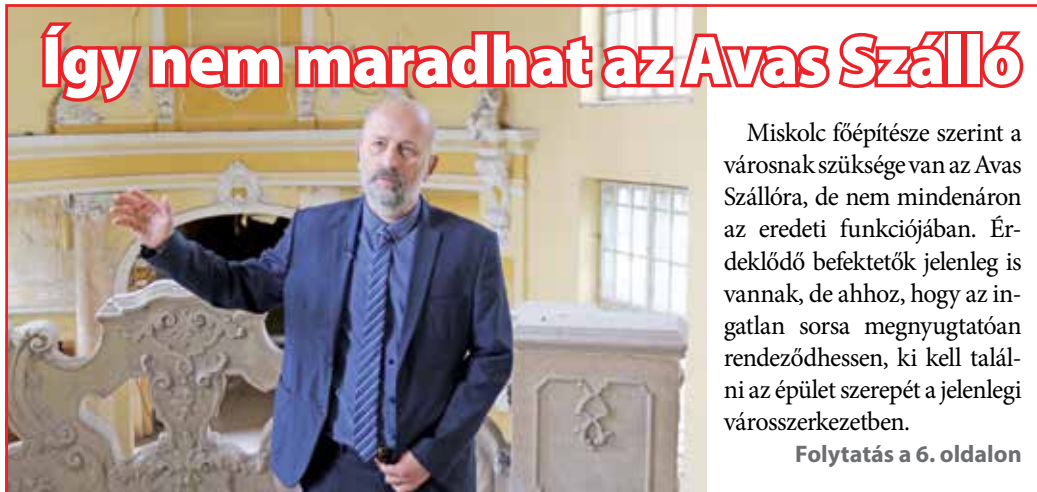 Így nem maradhat az Avas Szálló
Miskolc főépítésze szerint a
városnak szüksége van az Avas
Szállóra, de nem mindenáron
az eredeti funkciójában. Ér-
deklődő befektetők jelenleg is
vannak, de ahhoz, hogy az in-
gatlan sorsa megnyugtatóan
rendeződhessen, ki kell talál-
ni az épület szerepét a jelenlegi
városszerkezetben.
Folytatás a 6. oldalon